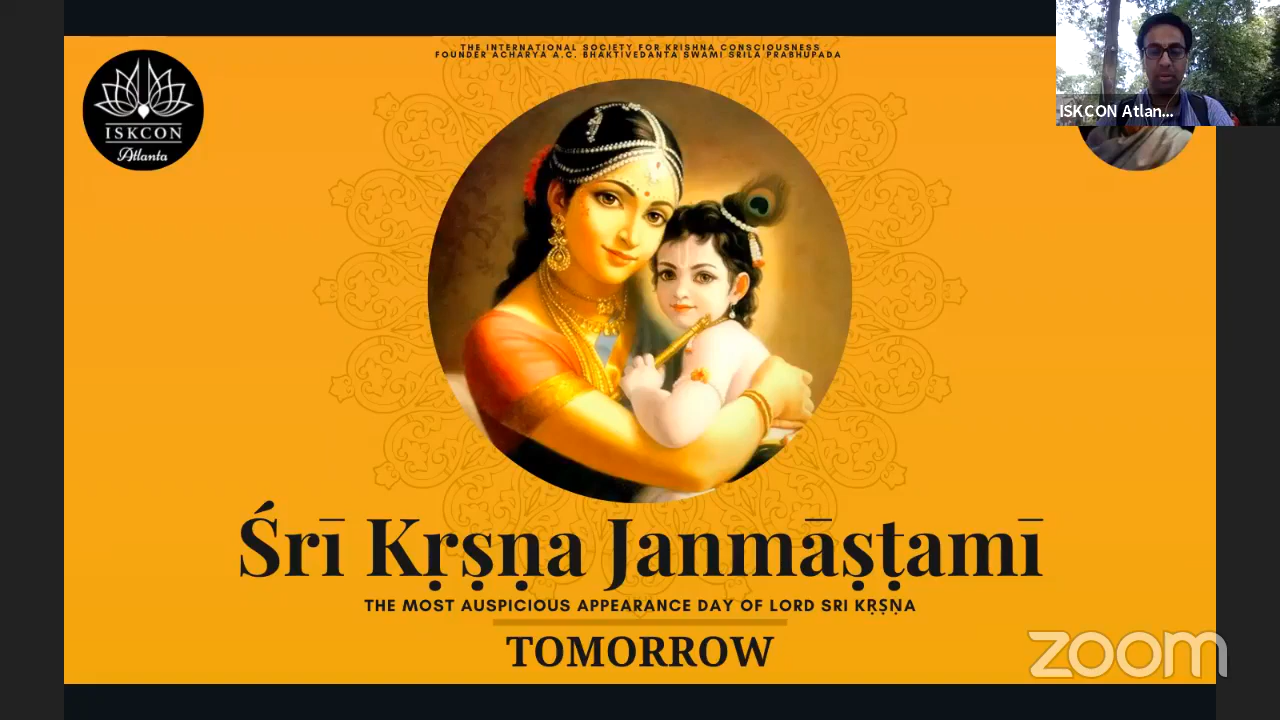 THE INTERNATIONAL SOCIETY FOR KRISHNA CONSCIOUSNESS
FOUNDER ACHARYA A.C. BHAKTIVEDANTA SWAMI SRILA PRABHUPADA
ISKCON
Atlanta
ISKCON Atlan...
Śrī Kṛṣṇa Janmāṣṭamī
THE MOST AUSPICIOUS APPEARANCE DAY OF LORD SRI KṚṢṆA
TOMORROW
zoom